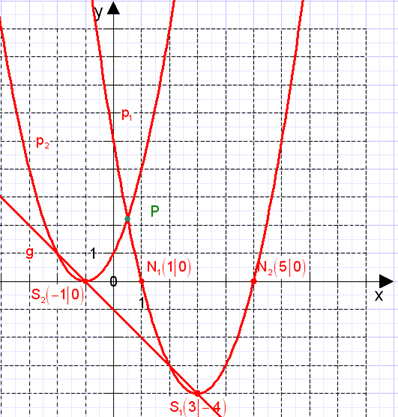 y
p₁
p₂
P
g
1
N₁(1|0)
N₂(5|0)
S₂(-1|0)
0
1
x
S₁(3|-4)